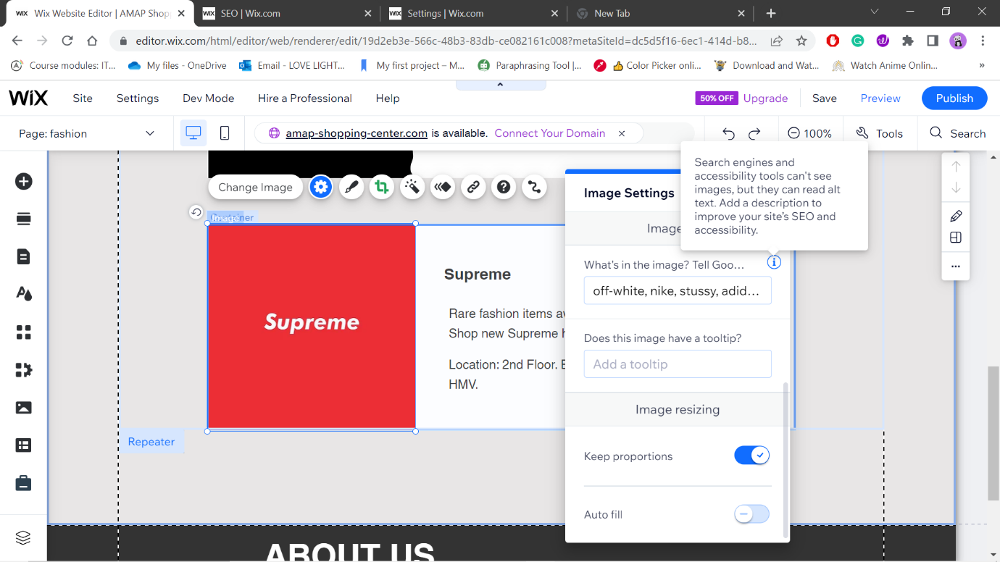 Wix Website Editor | AMAP Shop
SEO | Wix.com
Settings | Wix.com
New Tab
editor.wix.com/html/editor/web/renderer/edit/19d2eb3e-566c-48b3-83db-ce082161c008?metaSiteId=dc5d5f16-6ec1-414d-b8...
Course modules: IT...
My files - OneDrive
Email - LOVE LIGHT...
My first project – M...
Paraphrasing Tool |...
Color Picker onli...
Download and Wat...
Watch Anime Onlin...
»
WiX
Site
Settings
Dev Mode
Hire a Professional
Help
50% OFF
Upgrade
Save
Preview
Publish
Page: fashion
amap-shopping-center.com is available. Connect Your Domain
100%
Tools
Search
Search engines and
accessibility tools can't see
images, but they can read alt
text. Add a description to
improve your site's SEO and
accessibility.
Change Image
Container
Image
Supreme
Supreme
Rare fashion items av
Shop new Supreme h
Location: 2nd Floor. E
HMV.
Repeater
Image Settings
Image
What's in the image? Tell Goo...
off-white, nike, stussy, adid...
Does this image have a tooltip?
Add a tooltip
Image resizing
Keep proportions
Auto fill
ABOUT US